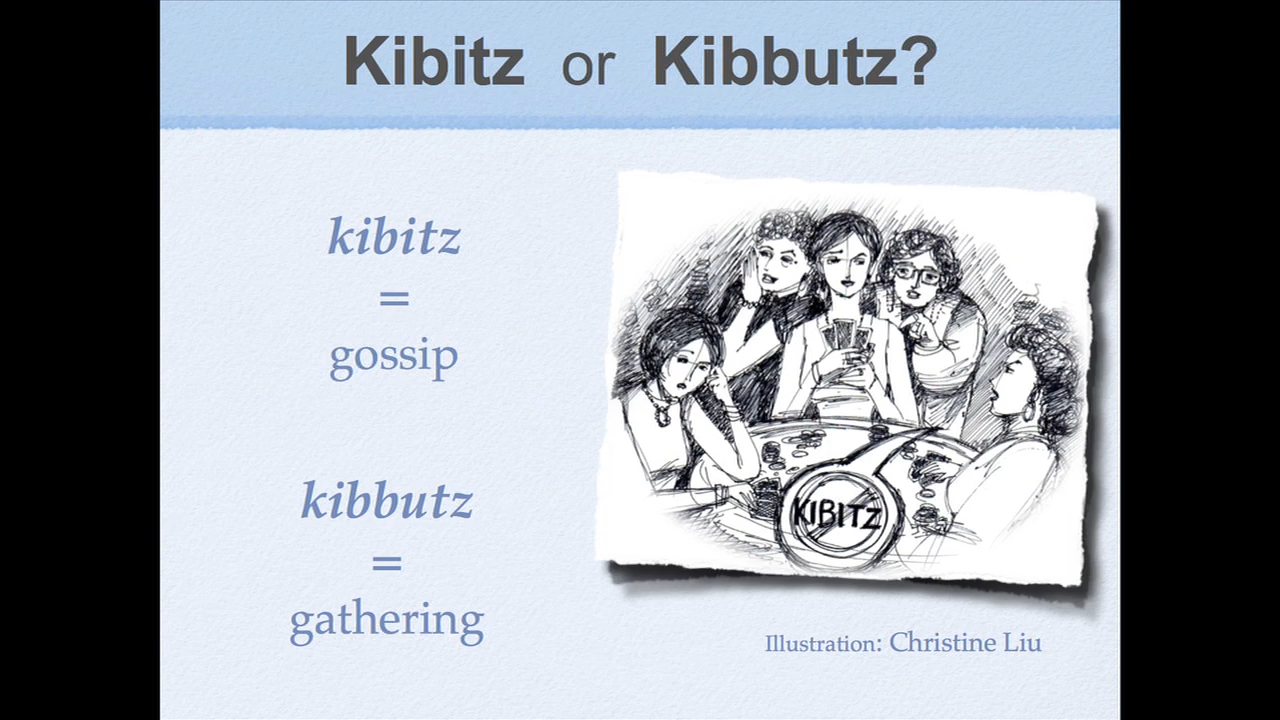 Kibitz or Kibbutz?
kibitz
=
gossip
kibbutz
=
gathering
KIBITZ
Illustration: Christine Liu